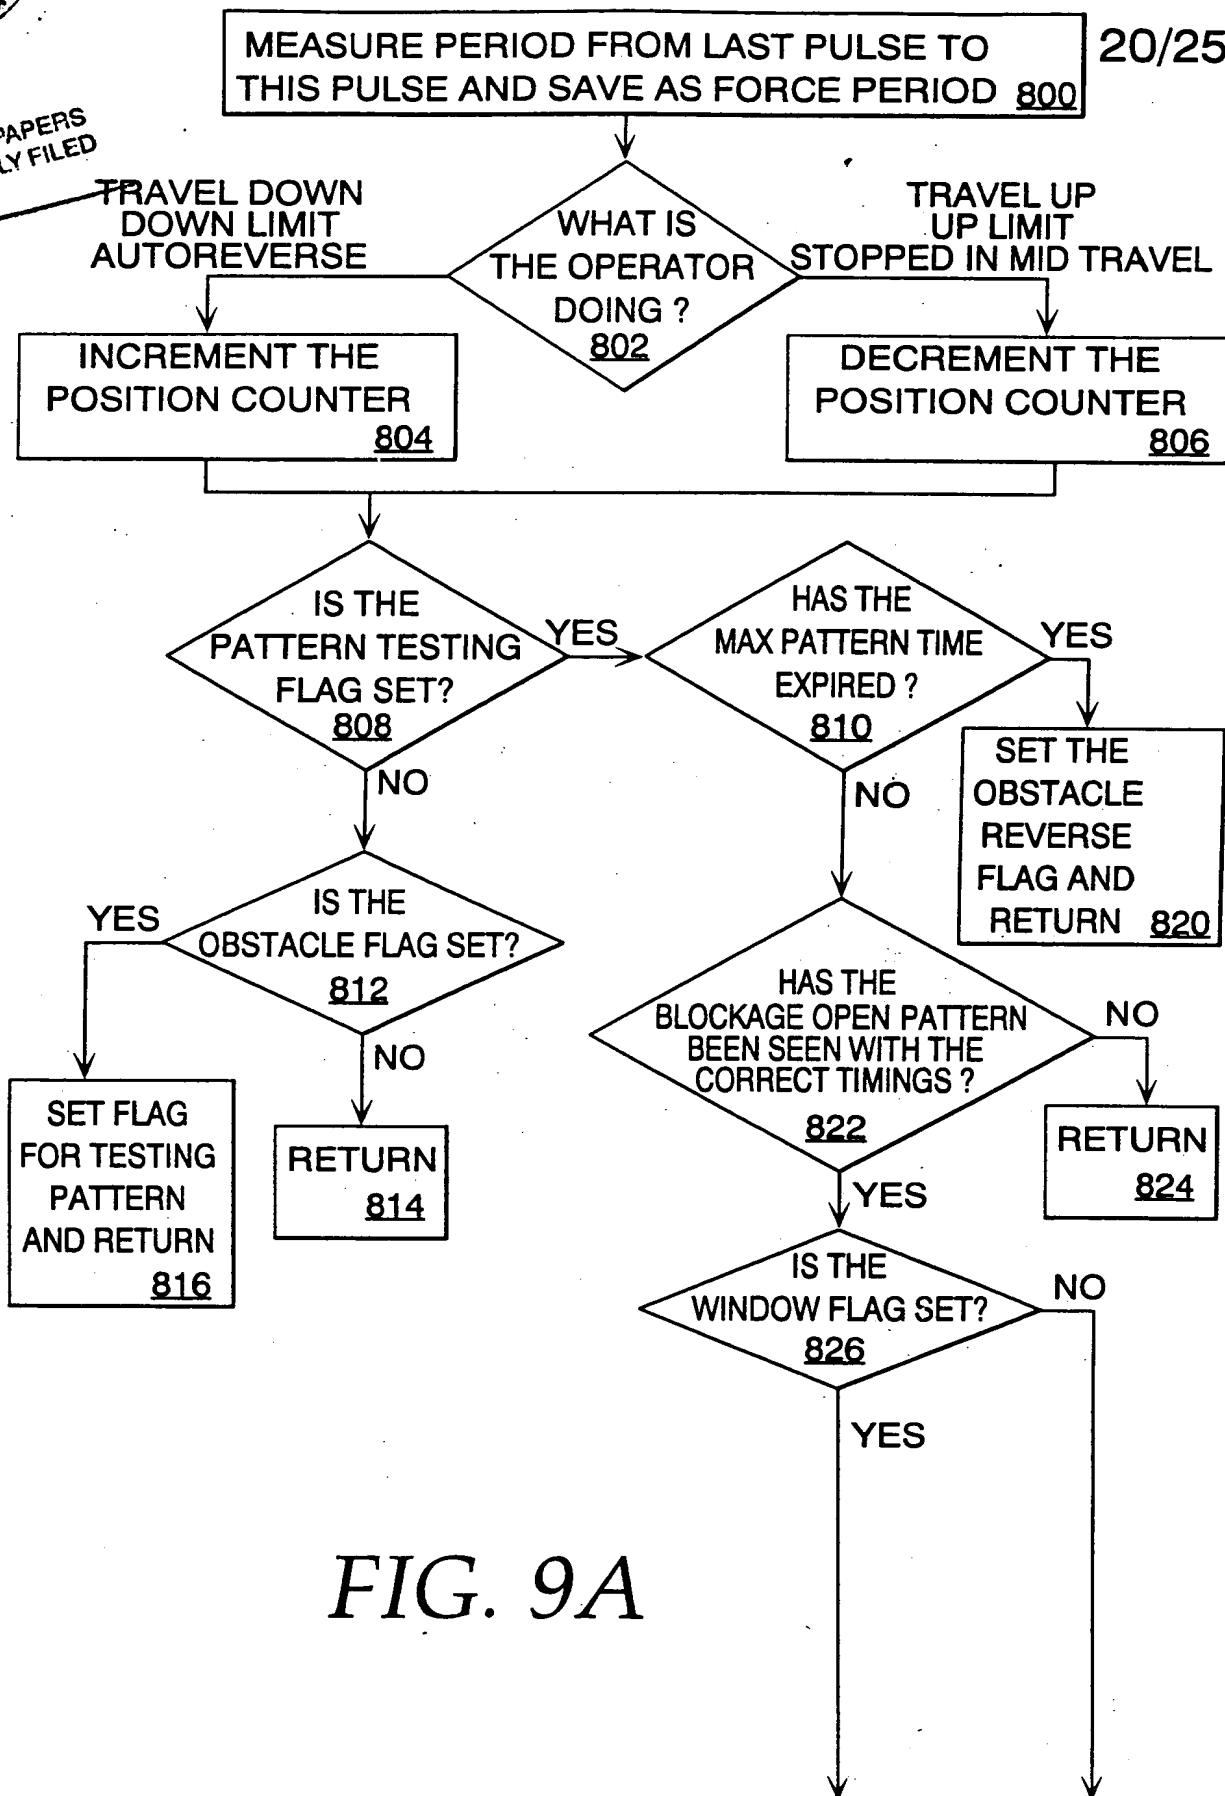 MEASURE PERIOD FROM LAST PULSE TO
THIS PULSE AND SAVE AS FORCE PERIOD 800
20/25
PAPERS
LY FILED
TRAVEL DOWN
DOWN LIMIT
AUTOREVERSE
WHAT IS
THE OPERATOR
DOING ?
802
TRAVEL UP
UP LIMIT
STOPPED IN MID TRAVEL
INCREMENT THE
POSITION COUNTER
804
DECREMENT THE
POSITION COUNTER
806
IS THE
PATTERN TESTING
FLAG SET?
808
YES
HAS THE
MAX PATTERN TIME
EXPIRED ?
810
YES
NO
NO
SET THE
OBSTACLE
REVERSE
FLAG AND
RETURN 820
YES
IS THE
OBSTACLE FLAG SET?
812
NO
HAS THE
BLOCKAGE OPEN PATTERN
BEEN SEEN WITH THE
CORRECT TIMINGS ?
822
NO
SET FLAG
FOR TESTING
PATTERN
AND RETURN
816
RETURN
814
RETURN
824
YES
IS THE
WINDOW FLAG SET?
826
NO
YES
FIG. 9A